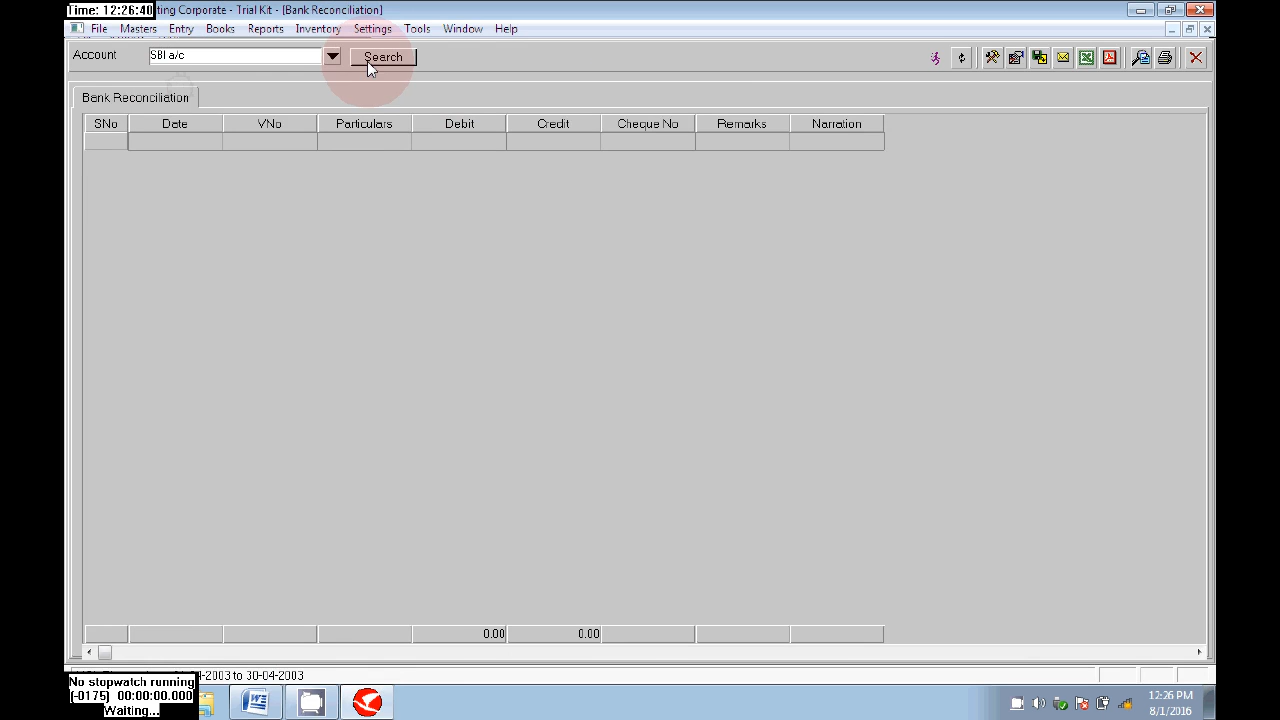 Time: 12:26:40
ting Corporate - Trial Kit - [Bank Reconciliation]
File Masters Entry Books Reports Inventory Settings Tools Window Help
Account SBI a/c Search
Bank Reconciliation
SNo Date VNo Particulars Debit Credit Cheque No Remarks Narration
0.00 0.00
-2003 to 30-04-2003
No stopwatch running
(-0175) 00:00:00.000
Waiting...
12:26 PM
8/1/2016